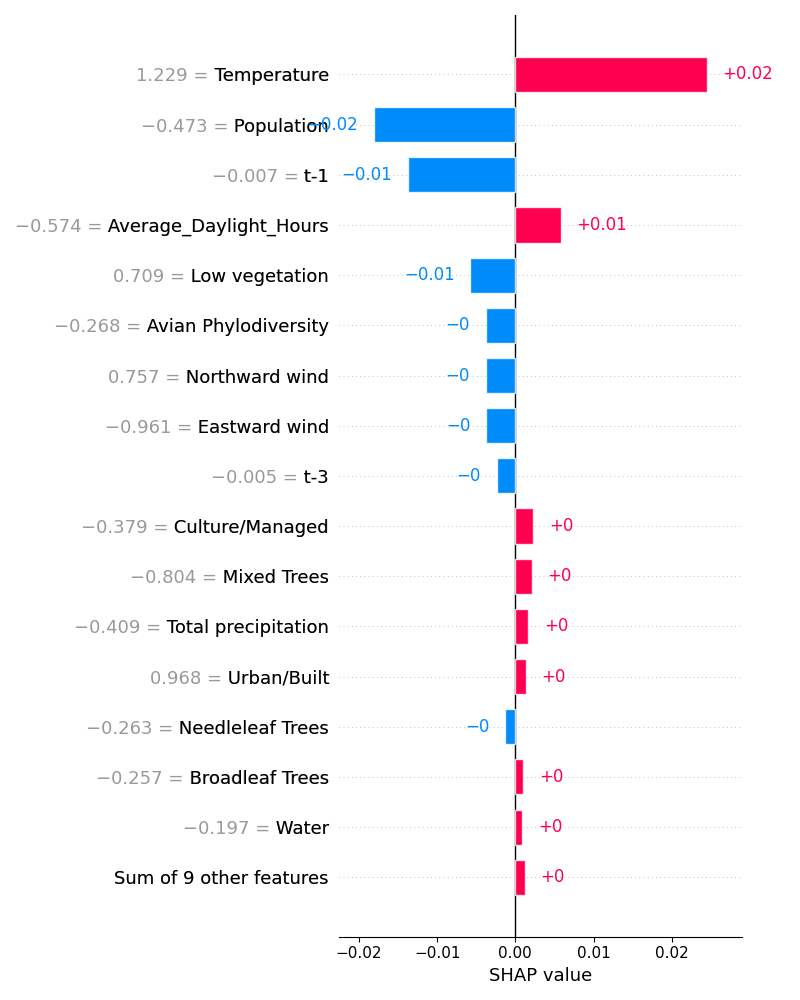 1.229 = Temperature +0.02
−0.473 = Population −0.02
−0.007 = t-1 −0.01
−0.574 = Average_Daylight_Hours +0.01
0.709 = Low vegetation −0.01
−0.268 = Avian Phylodiversity −0
0.757 = Northward wind −0
−0.961 = Eastward wind −0
−0.005 = t-3 −0
−0.379 = Culture/Managed +0
−0.804 = Mixed Trees +0
−0.409 = Total precipitation +0
0.968 = Urban/Built +0
−0.263 = Needleleaf Trees −0
−0.257 = Broadleaf Trees +0
−0.197 = Water +0
Sum of 9 other features +0
−0.02 −0.01 0.00 0.01 0.02
SHAP value